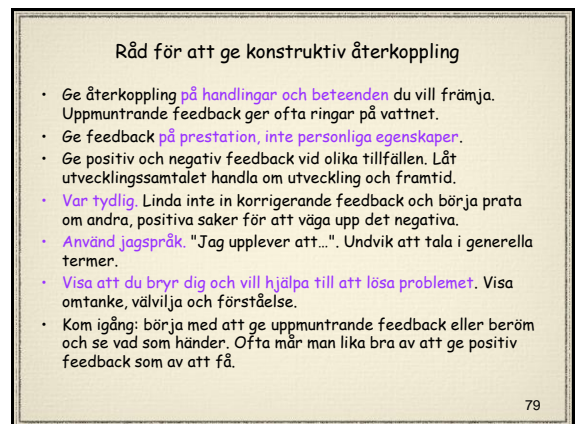 Råd för att ge konstruktiv återkoppling
• Ge återkoppling på handlingar och beteenden du vill främja.
Uppmuntrande feedback ger ofta ringar på vattnet.
• Ge feedback på prestation, inte personliga egenskaper.
• Ge positiv och negativ feedback vid olika tillfällen. Låt
utvecklingssamtalet handla om utveckling och framtid.
• Var tydlig. Linda inte in korrigerande feedback och börja prata
om andra, positiva saker för att väga upp det negativa.
• Använd jagspråk. "Jag upplever att…". Undvik att tala i generella
termer.
• Visa att du bryr dig och vill hjälpa till att lösa problemet. Visa
omtanke, välvilja och förståelse.
• Kom igång: börja med att ge uppmuntrande feedback eller beröm
och se vad som händer. Ofta mår man lika bra av att ge positiv
feedback som av att få.
79